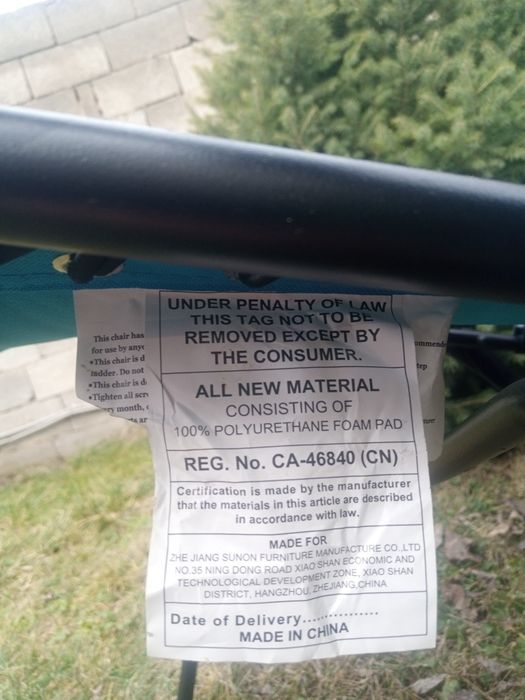 UNDER PENALTY OF LAW
THIS TAG NOT TO BE
REMOVED EXCEPT BY
THE CONSUMER.
ALL NEW MATERIAL
CONSISTING OF
100% POLYURETHANE FOAM PAD
REG. No. CA-46840 (CN)
Certification is made by the manufacturer
that the materials in this article are described
in accordance with law.
MADE FOR
ZHE JIANG SUNON FURNITURE MANUFACTURE CO.,LTD
NO.35 NING DONG ROAD XIAO SHAN ECONOMIC AND
TECHNOLOGICAL DEVELOPMENT ZONE, XIAO SHAN
DISTRICT, HANGZHOU, ZHEJIANG,CHINA
Date of Delivery................
MADE IN CHINA
This chair has
for use by
•This chair is
ladder. Do not
•This chair is
•Tighten all
month,